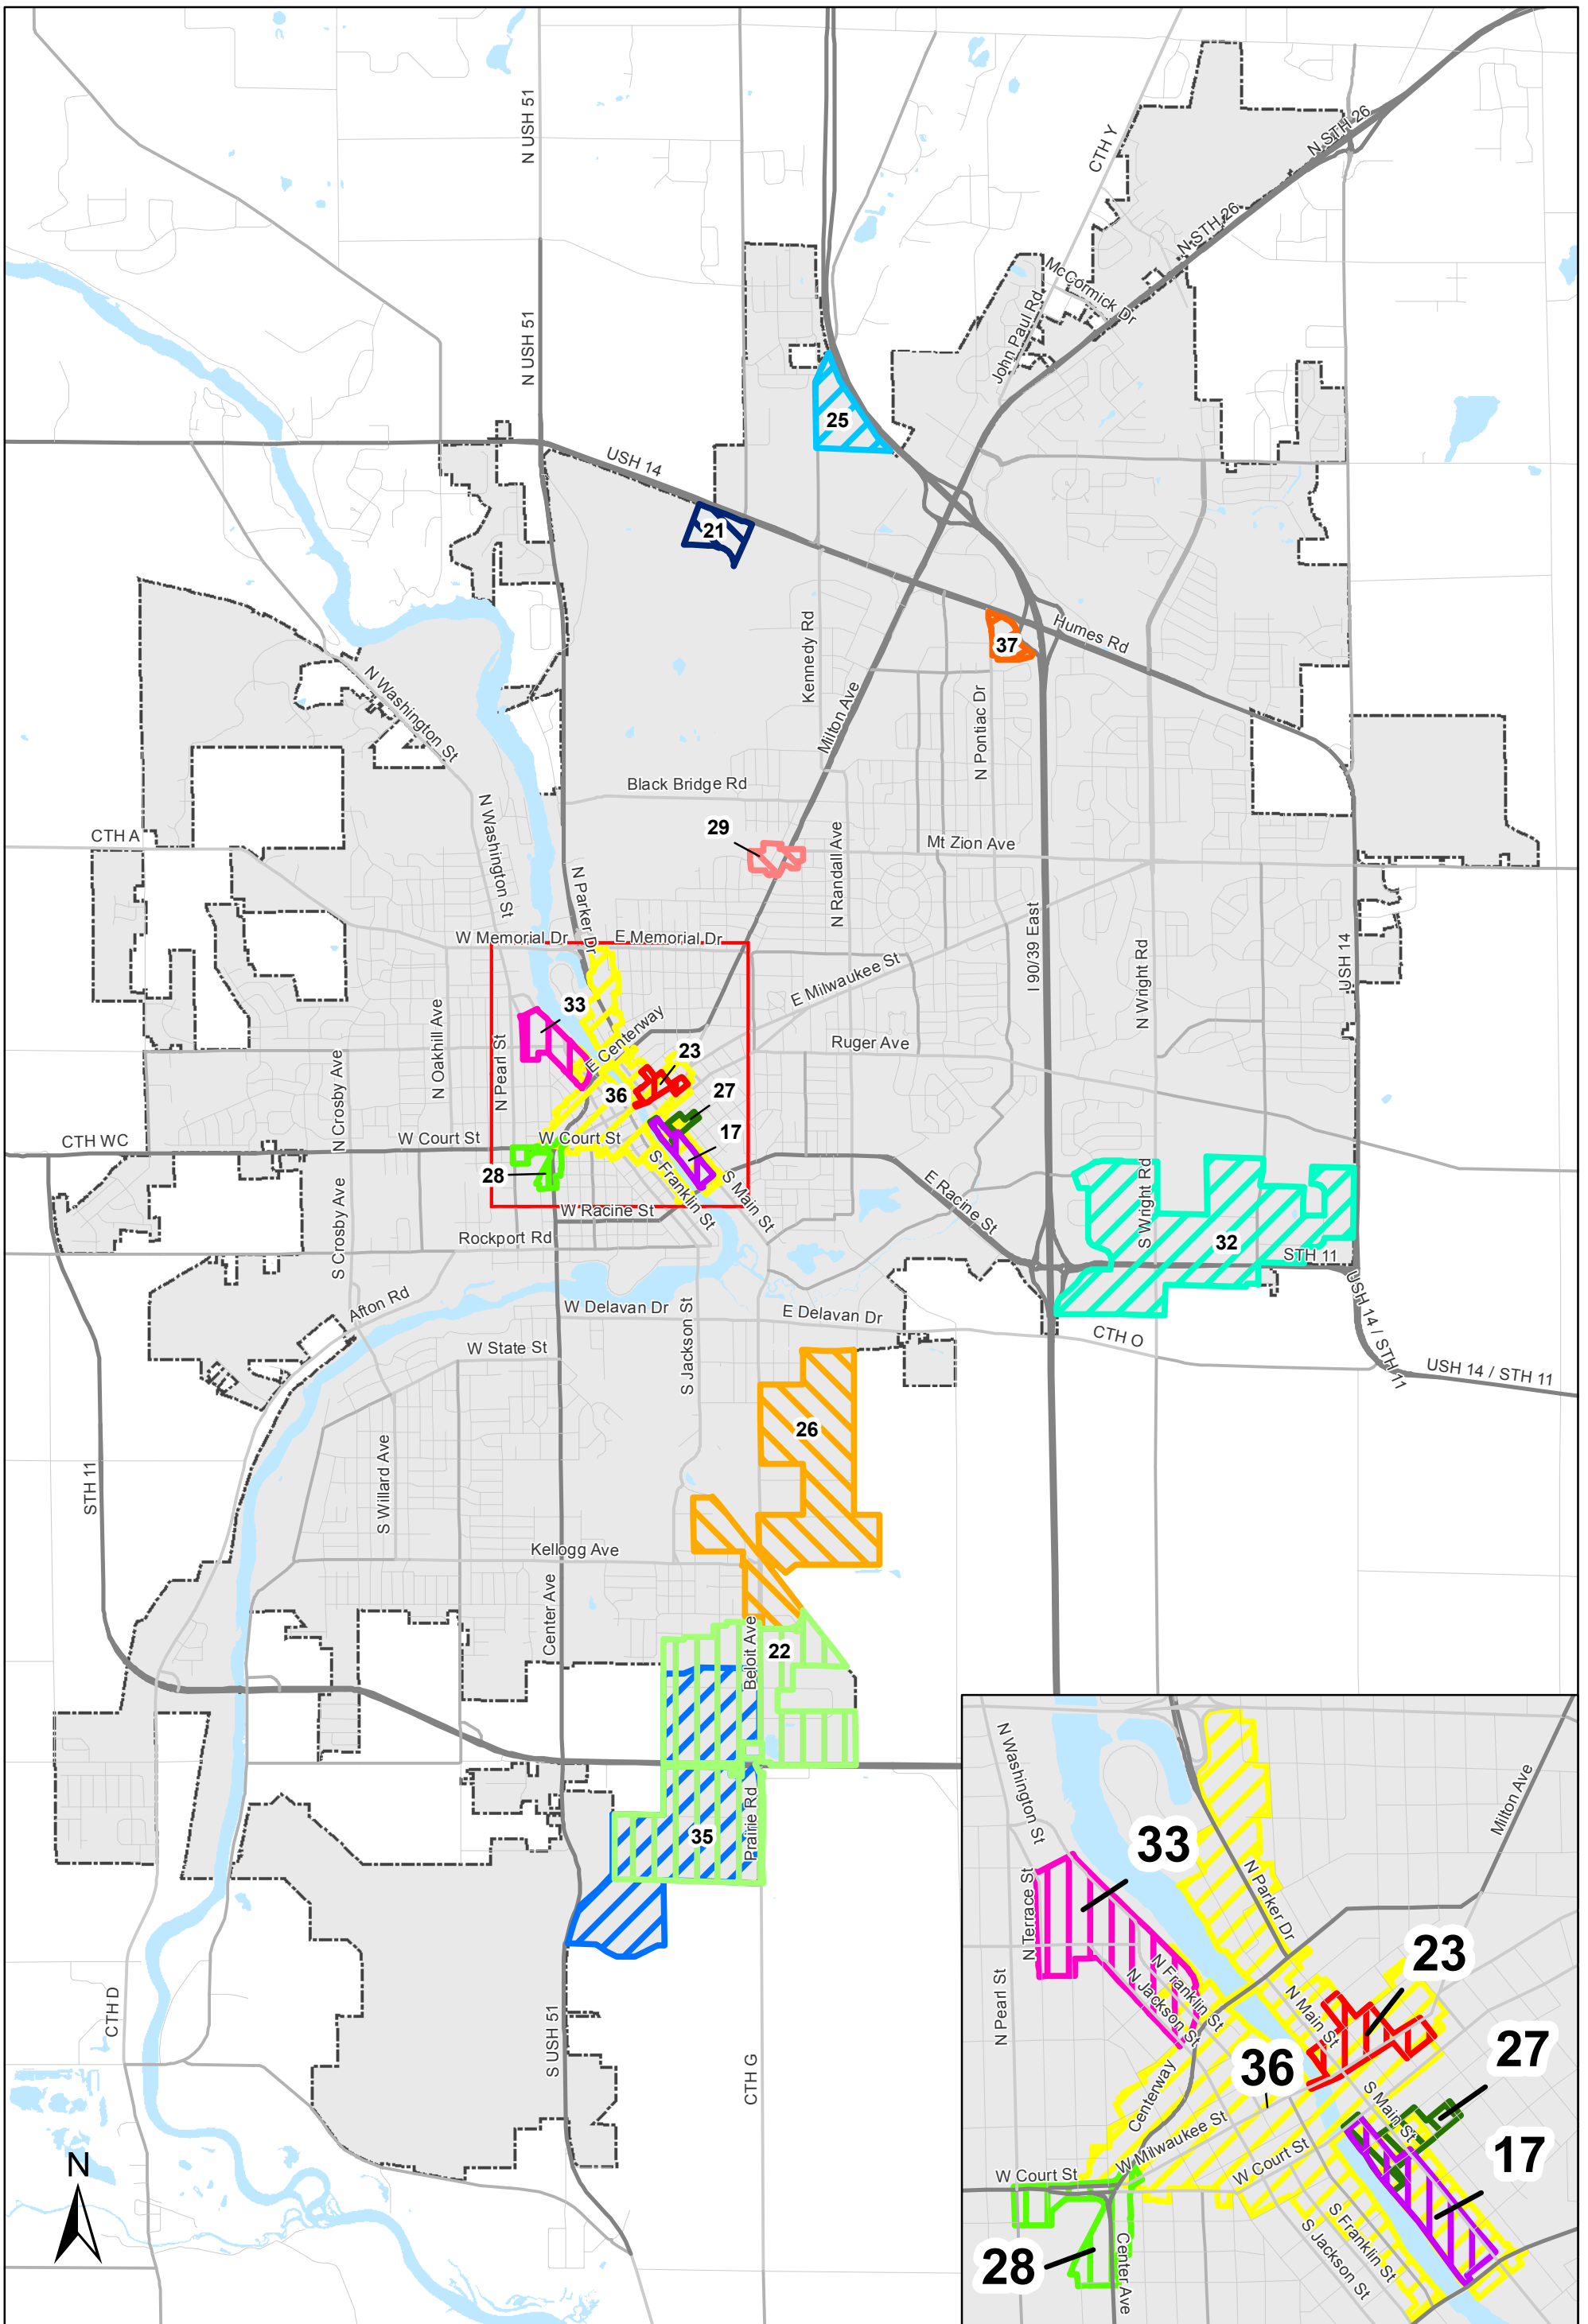 N USH 51
CTH Y
N STH 26
N STH 26
McCormick Dr
John Paul Rd
N USH 51
25
USH 14
21
Kennedy Rd
37
Humes Rd
N Washington St
Milton Ave
N Pontiac Dr
Black Bridge Rd
N Washington St
29
CTH A
N Randall Ave
Mt Zion Ave
N Parker Dr
W Memorial Dr
E Memorial Dr
I 90/39 East
N Wright Rd
USH 14
E Milwaukee St
33
E Centerway
N Oakhill Ave
N Pearl St
Ruger Ave
23
N Crosby Ave
36
27
17
CTH WC
W Court St
W Court St
28
S Franklin St
S Main St
E Racine St
S Crosby Ave
W Racine St
Rockport Rd
S Wright Rd
32
STH 11
Afton Rd
W Delavan Dr
S Jackson St
E Delavan Dr
CTH O
USH 14 / STH 11
USH 14 / STH 11
W State St
26
STH 11
S Willard Ave
Kellogg Ave
Center Ave
Beloit Ave
22
Prairie Rd
35
CTH D
S USH 51
CTH G
N
N Washington St
Milton Ave
33
N Terrace St
N Parker Dr
23
N Pearl St
N Franklin St
N Jackson St
N Main St
27
36
Centerway
S Main St
W Milwaukee St
17
W Court St
W Court St
28
Center Ave
S Franklin St
S Jackson St